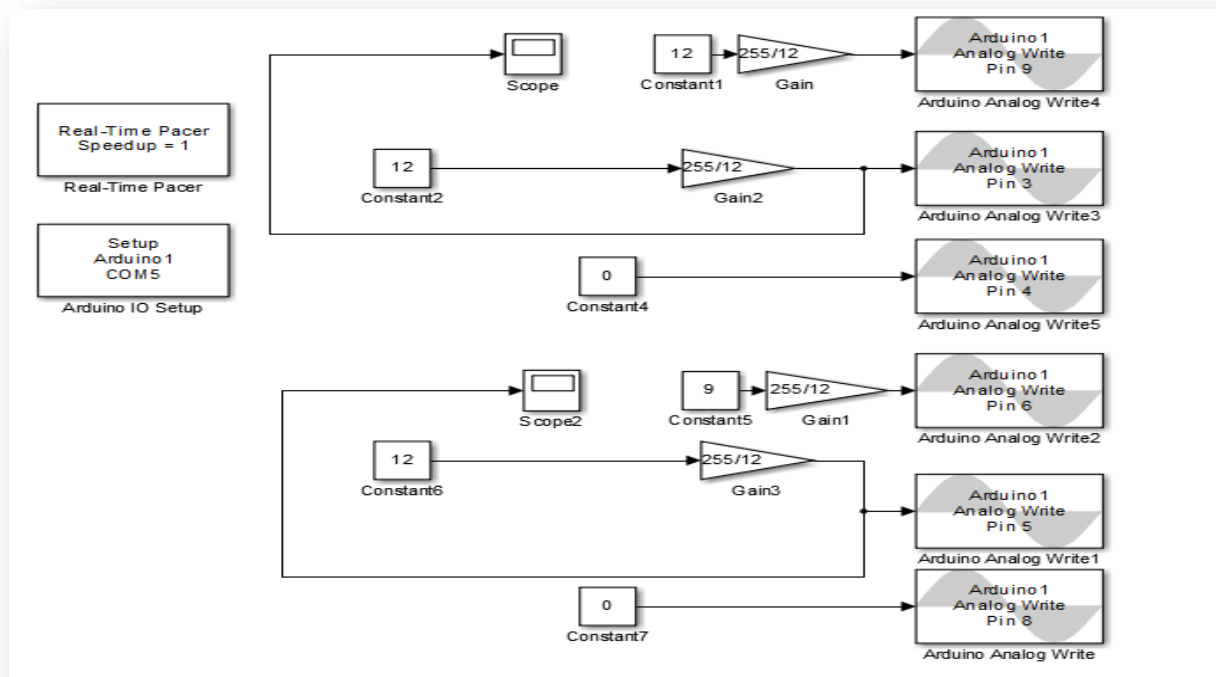 Real-Time Pacer
Speedup = 1
Real-Time Pacer
Setup
Arduino1
COM5
Arduino IO Setup
Scope
12
Constant1
255/12
Gain
Arduino1
Analog Write
Pin 9
Arduino Analog Write4
12
Constant2
255/12
Gain2
Arduino1
Analog Write
Pin 3
Arduino Analog Write3
0
Constant4
Arduino1
Analog Write
Pin 4
Arduino Analog Write5
Scope2
9
Constant5
255/12
Gain1
Arduino1
Analog Write
Pin 6
Arduino Analog Write2
12
Constant6
255/12
Gain3
Arduino1
Analog Write
Pin 5
Arduino Analog Write1
0
Constant7
Arduino1
Analog Write
Pin 8
Arduino Analog Write